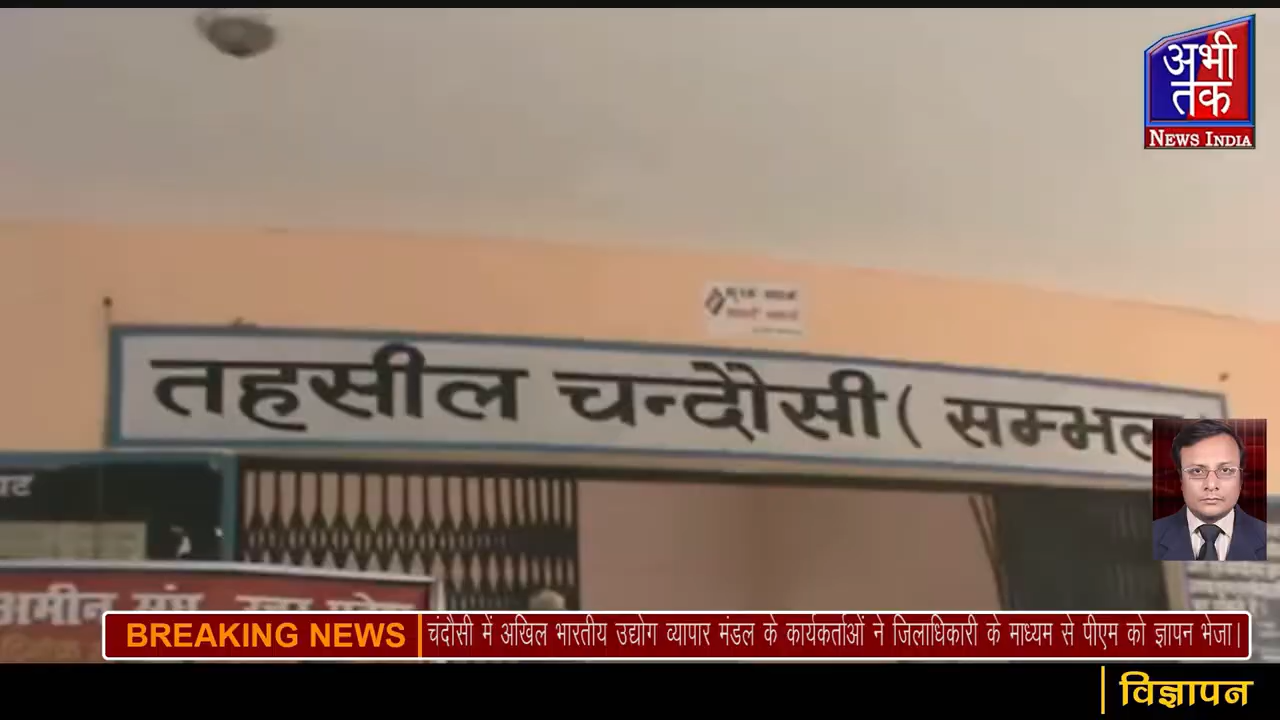 अभी
तक
NEWS INDIA
तहसील चन्दौसी ( सम्भल
अमीन संघ
BREAKING NEWS
चंदौसी में अखिल भारतीय उद्योग व्यापार मंडल के कार्यकर्ताओं ने जिलाधिकारी के माध्यम से पीएम को ज्ञापन भेजा।
विज्ञापन